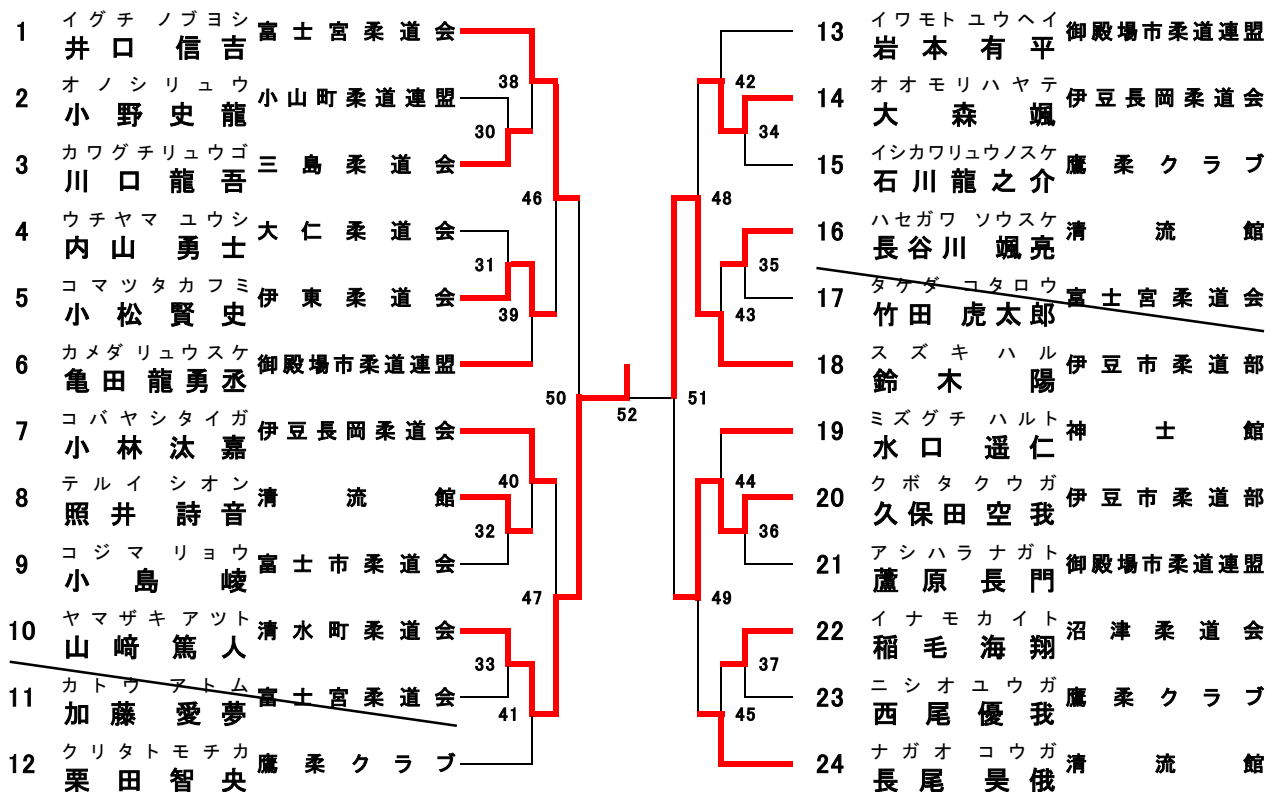 イグチ ノブヨシ
1 井口 信吉 富士宮柔道会
オノシリュウ
2 小野史龍 小山町柔道連盟
カワグチリュウゴ
3 川口龍吾 三島柔道会
ウチヤマ ユウシ
4 内山 勇士 大仁柔道会
コマツタカフミ
5 小松賢史 伊東柔道会
カメダ リュウスケ
6 亀田 龍勇丞 御殿場市柔道連盟
コバヤシタイガ
7 小林汰嘉 伊豆長岡柔道会
テルイ シオン
8 照井 詩音 清流館
コジマ リョウ
9 小島 崚 富士市柔道会
ヤマザキ アツト
10 山﨑 篤人 清水町柔道会
カトウ アトム
11 加藤 愛夢 富士宮柔道会
クリタトモチカ
12 栗田智央 鷹柔クラブ
38
30
46
31
39
50
40
32
47
33
41
52
42
34
48
35
43
51
44
36
49
37
45
イワモト ユウヘイ
13 岩本 有平 御殿場市柔道連盟
オオモリハヤテ
14 大森 颯 伊豆長岡柔道会
イシカワリュウノスケ
15 石川龍之介 鷹柔クラブ
ハセガワ ソウスケ
16 長谷川 颯亮 清流館
タケダ コタロウ
17 竹田 虎太郎 富士宮柔道会
スズキ ハル
18 鈴木 陽 伊豆市柔道部
ミズグチ ハルト
19 水口 遥仁 神士館
クボタクウガ
20 久保田空我 伊豆市柔道部
アシハラナガト
21 蘆原長門 御殿場市柔道連盟
イナモカイト
22 稲毛海翔 沼津柔道会
ニシオユウガ
23 西尾優我 鷹柔クラブ
ナガオ コウガ
24 長尾 昊俄 清流館